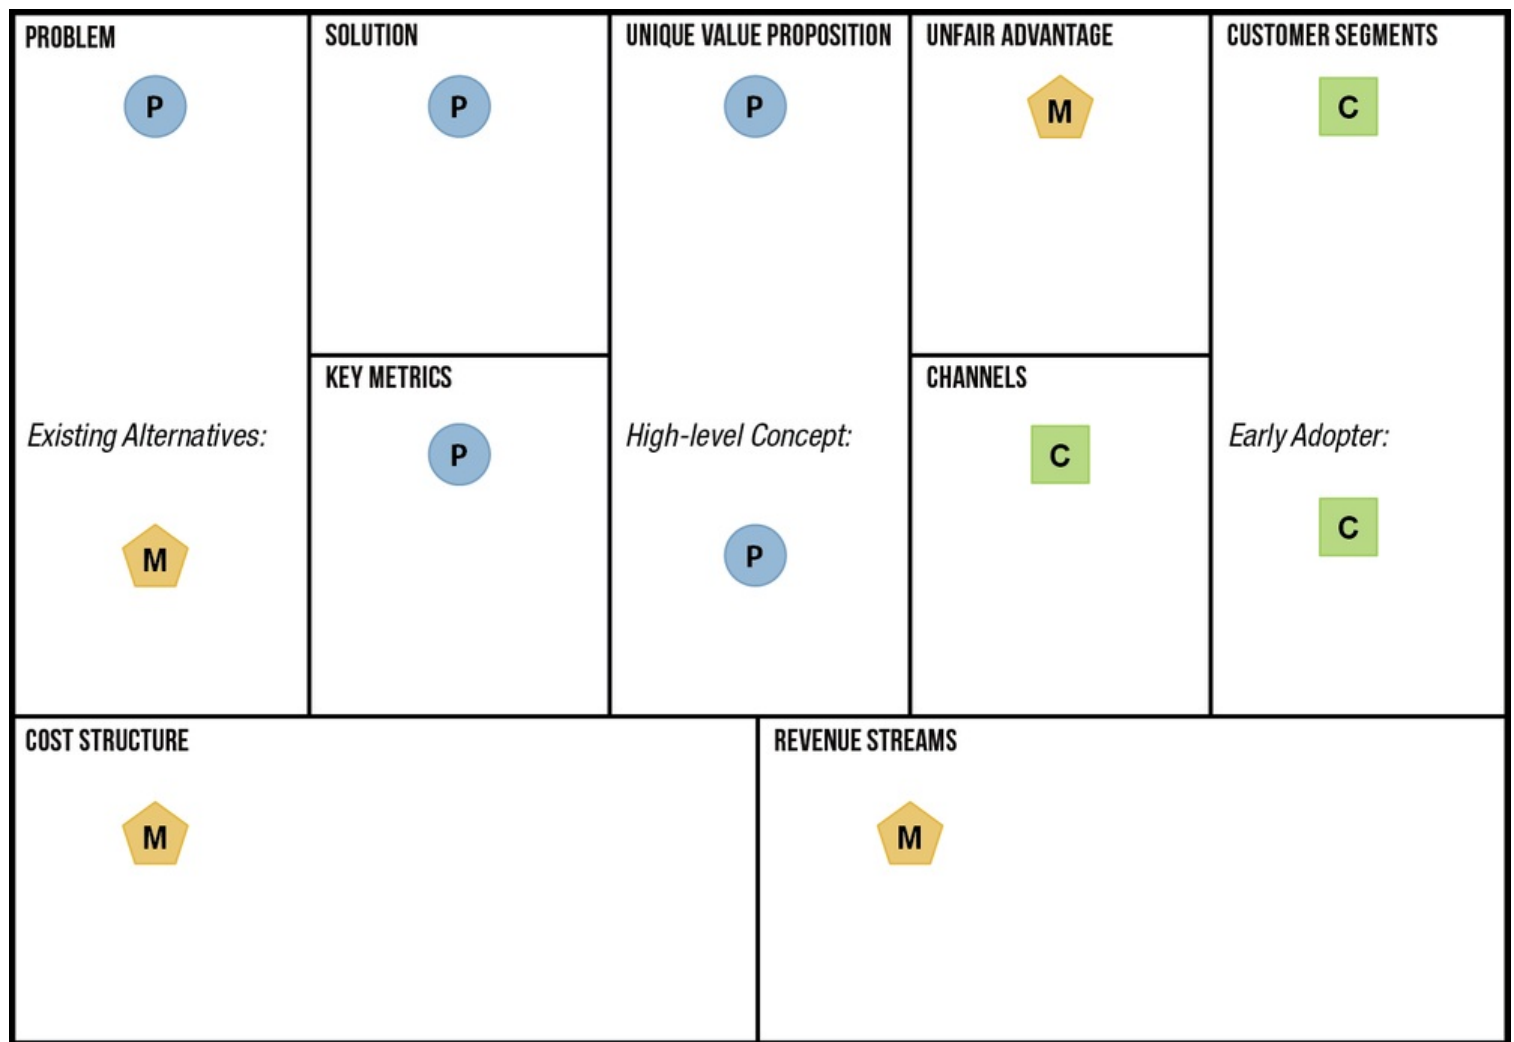 PROBLEM
P
Existing Alternatives:
M
SOLUTION
P
KEY METRICS
P
UNIQUE VALUE PROPOSITION
P
High-level Concept:
P
UNFAIR ADVANTAGE
M
CHANNELS
C
CUSTOMER SEGMENTS
C
Early Adopter:
C
COST STRUCTURE
M
REVENUE STREAMS
M